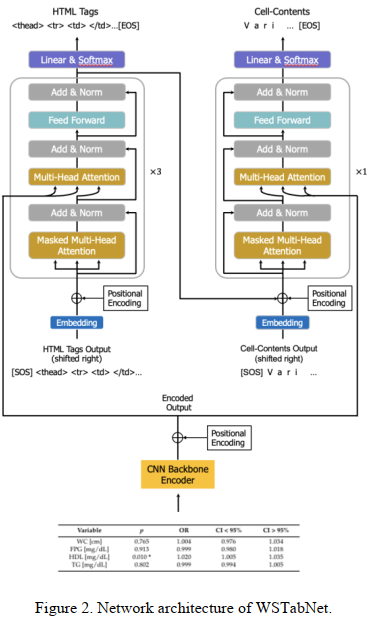 HTML Tags
<thead> <tr> <td> </td>...[EOS]
Linear & Softmax
Add & Norm
Feed Forward
Add & Norm
Multi-Head Attention
×3
Add & Norm
Masked Multi-Head
Attention
Positional
Encoding
Embedding
HTML Tags Output
(shifted right)
[SOS] <thead> <tr> <td> </td>...
Cell-Contents
V a r i ... [EOS]
Linear & Softmax
Add & Norm
Feed Forward
Add & Norm
Multi-Head Attention
×1
Add & Norm
Masked Multi-Head
Attention
Positional
Encoding
Embedding
Cell-Contents Output
(shifted right)
[SOS] V a r i ...
Encoded
Output
Positional
Encoding
CNN Backbone
Encoder
Variable p OR CI < 95% CI > 95%
WC [cm] 0.765 1.004 0.976 1.034
FPG [mg/dL] 0.913 0.999 0.980 1.018
HDL [mg/dL] 0.010 * 1.020 1.005 1.035
TG [mg/dL] 0.802 0.999 0.994 1.005
Figure 2. Network architecture of WSTabNet.